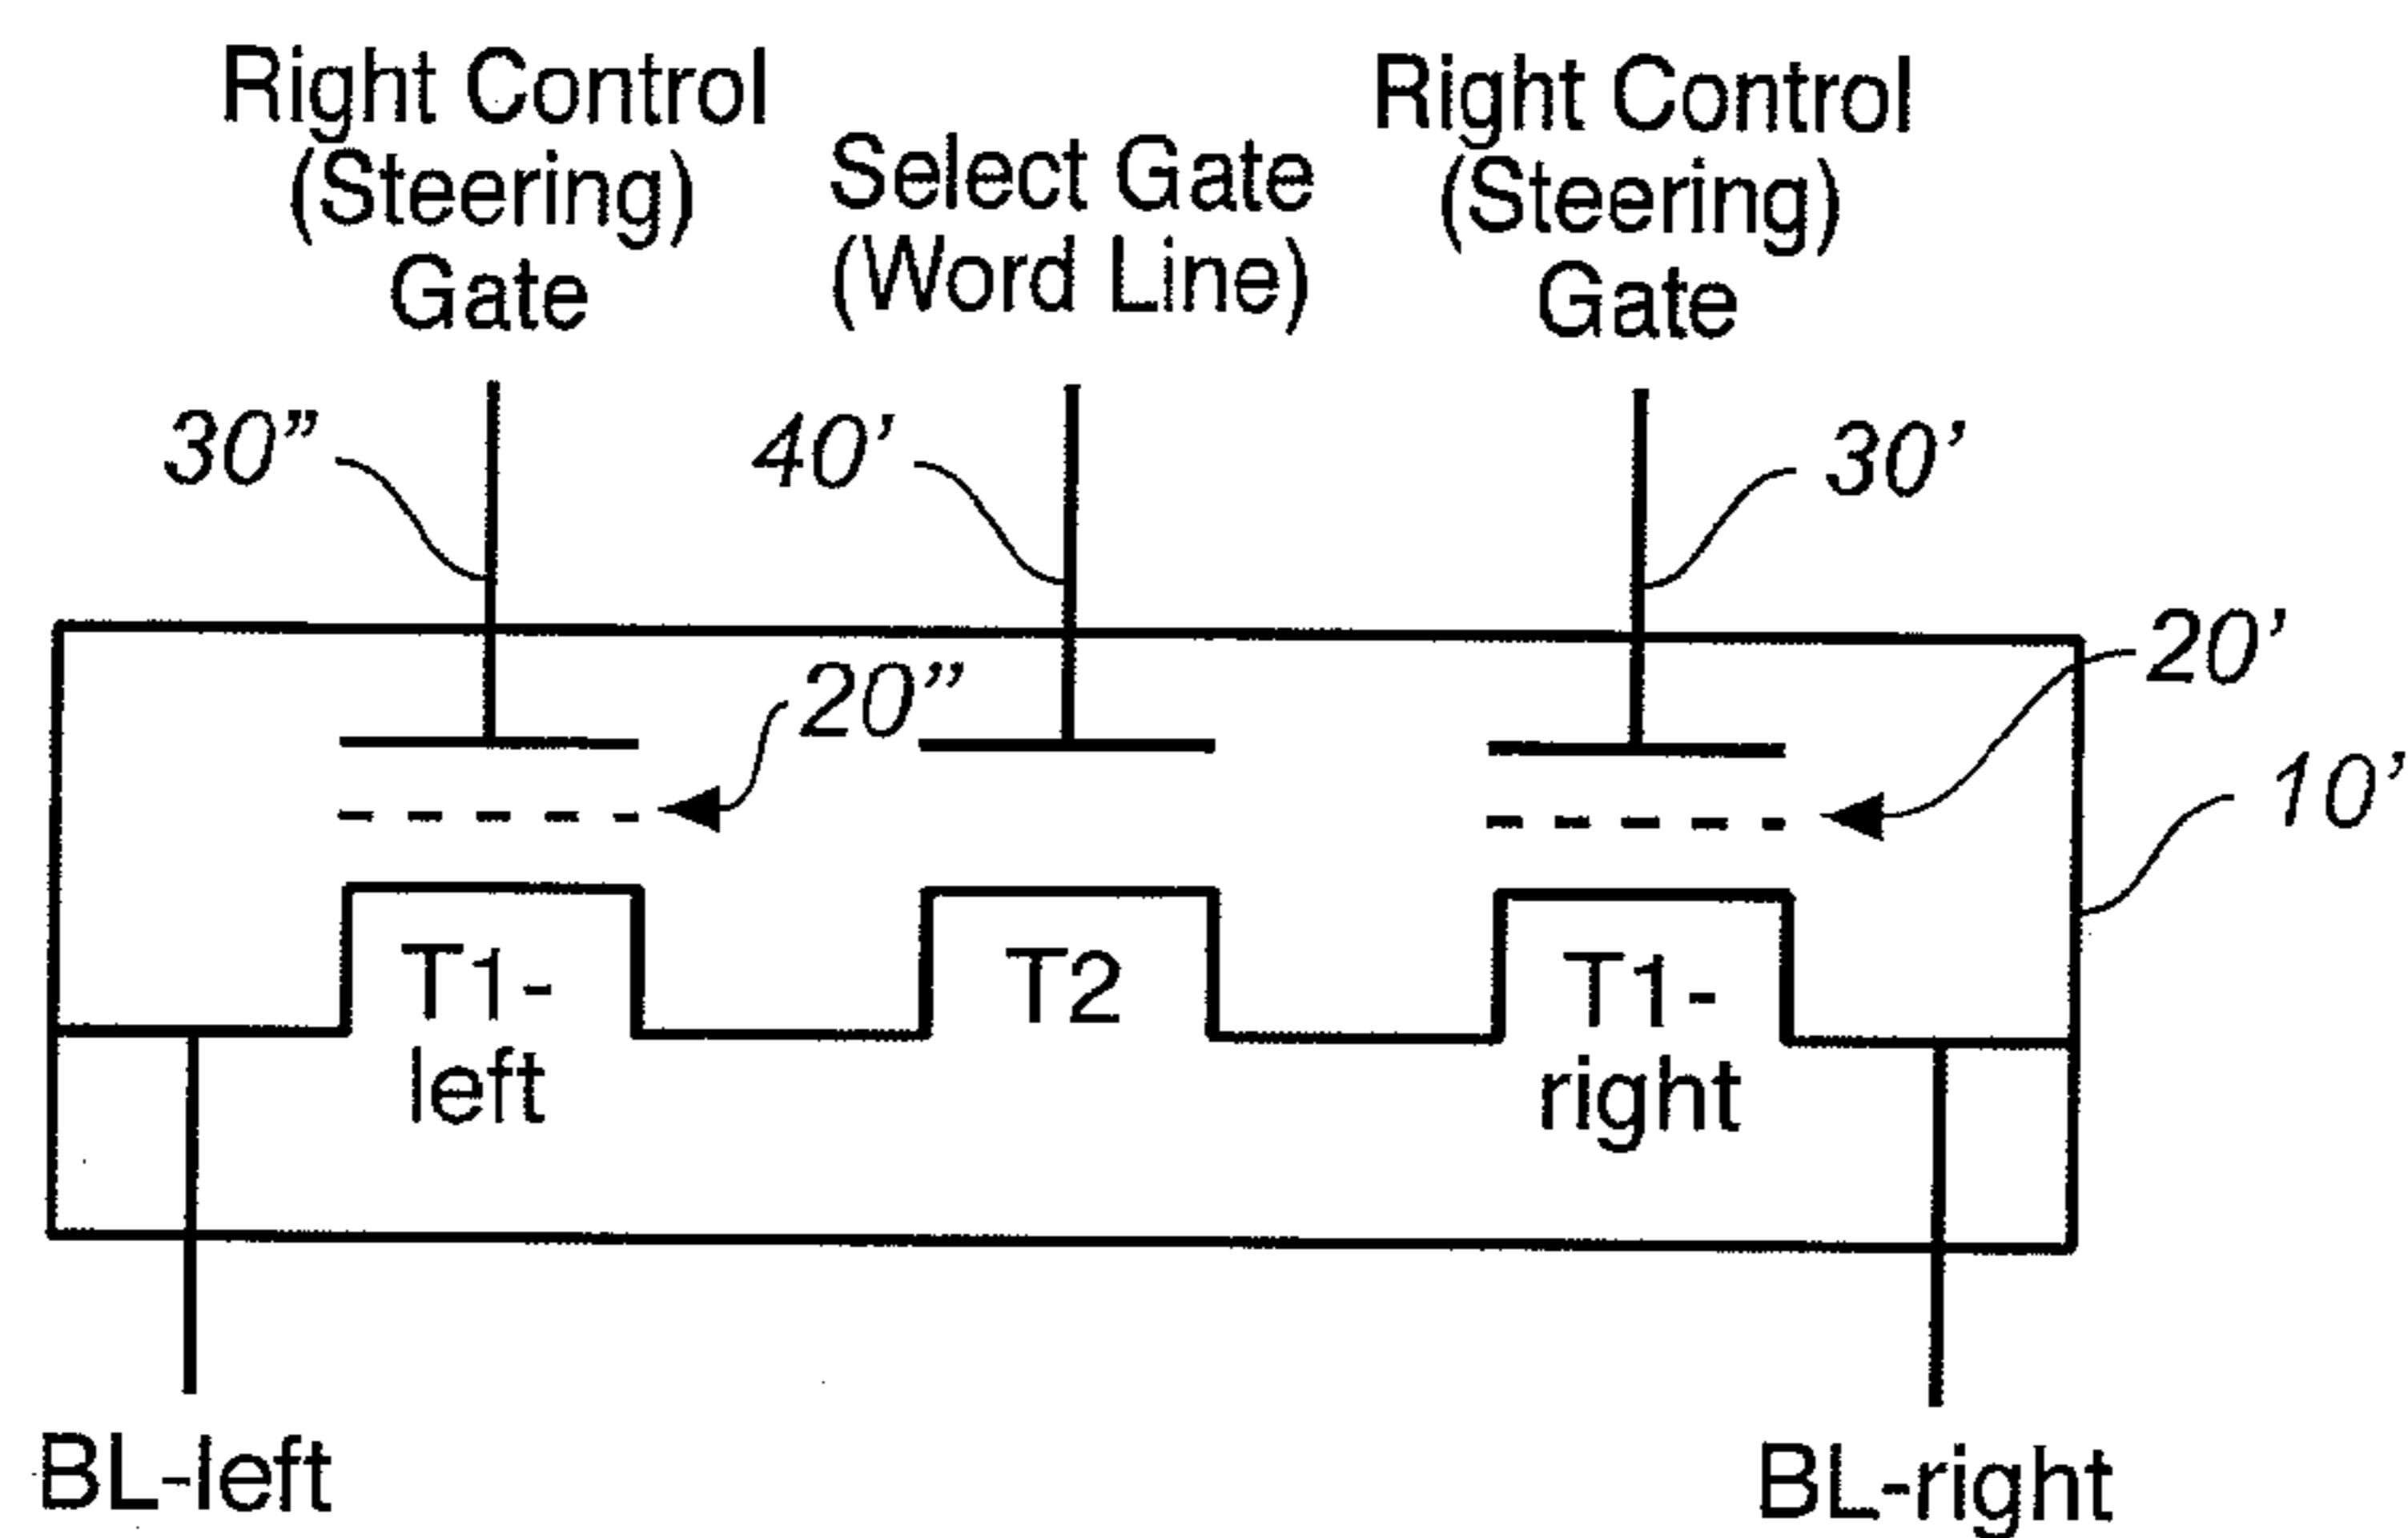 Right Control
(Steering)
Gate
Select Gate
(Word Line)
Right Control
(Steering)
Gate
30”
40’
30’
20”
20’
10’
T1-
left
T2
T1-
right
BL-left
BL-right